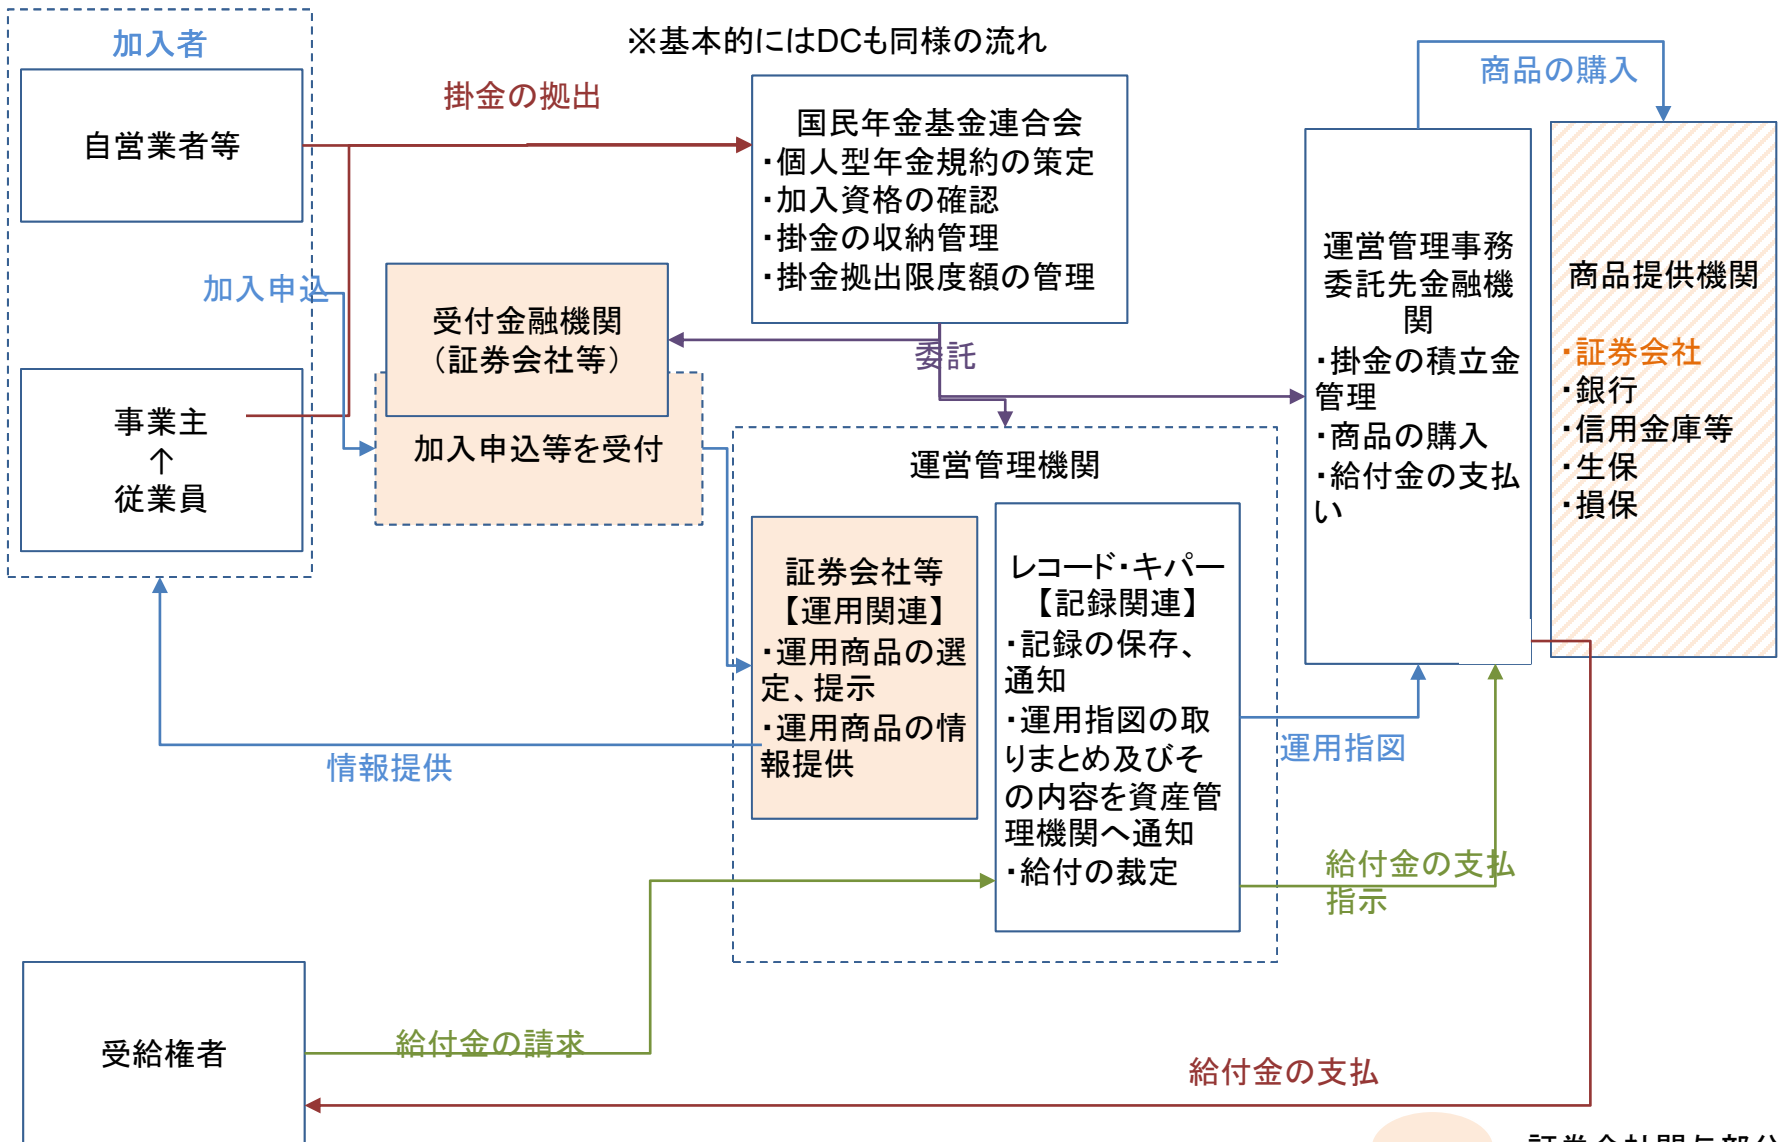 ※基本的にはDCも同様の流れ
加入者
自営業者等
事業主
↑
従業員
掛金の拠出
加入申込
受付金融機関
（証券会社等）
加入申込等を受付
国民年金基金連合会
・個人型年金規約の策定
・加入資格の確認
・掛金の収納管理
・掛金拠出限度額の管理
委託
運営管理機関
証券会社等
【運用関連】
・運用商品の選
定、提示
・運用商品の情
報提供
レコード・キパー
【記録関連】
・記録の保存、
通知
・運用指図の取
りまとめ及びそ
の内容を資産管
理機関へ通知
・給付の裁定
商品の購入
運営管理事務
委託先金融機
関
・掛金の積立金
管理
・商品の購入
・給付金の支払
い
商品提供機関
・証券会社
・銀行
・信用金庫等
・生保
・損保
情報提供
運用指図
給付金の支払
指示
受給権者
給付金の請求
給付金の支払
証券会社関与部分